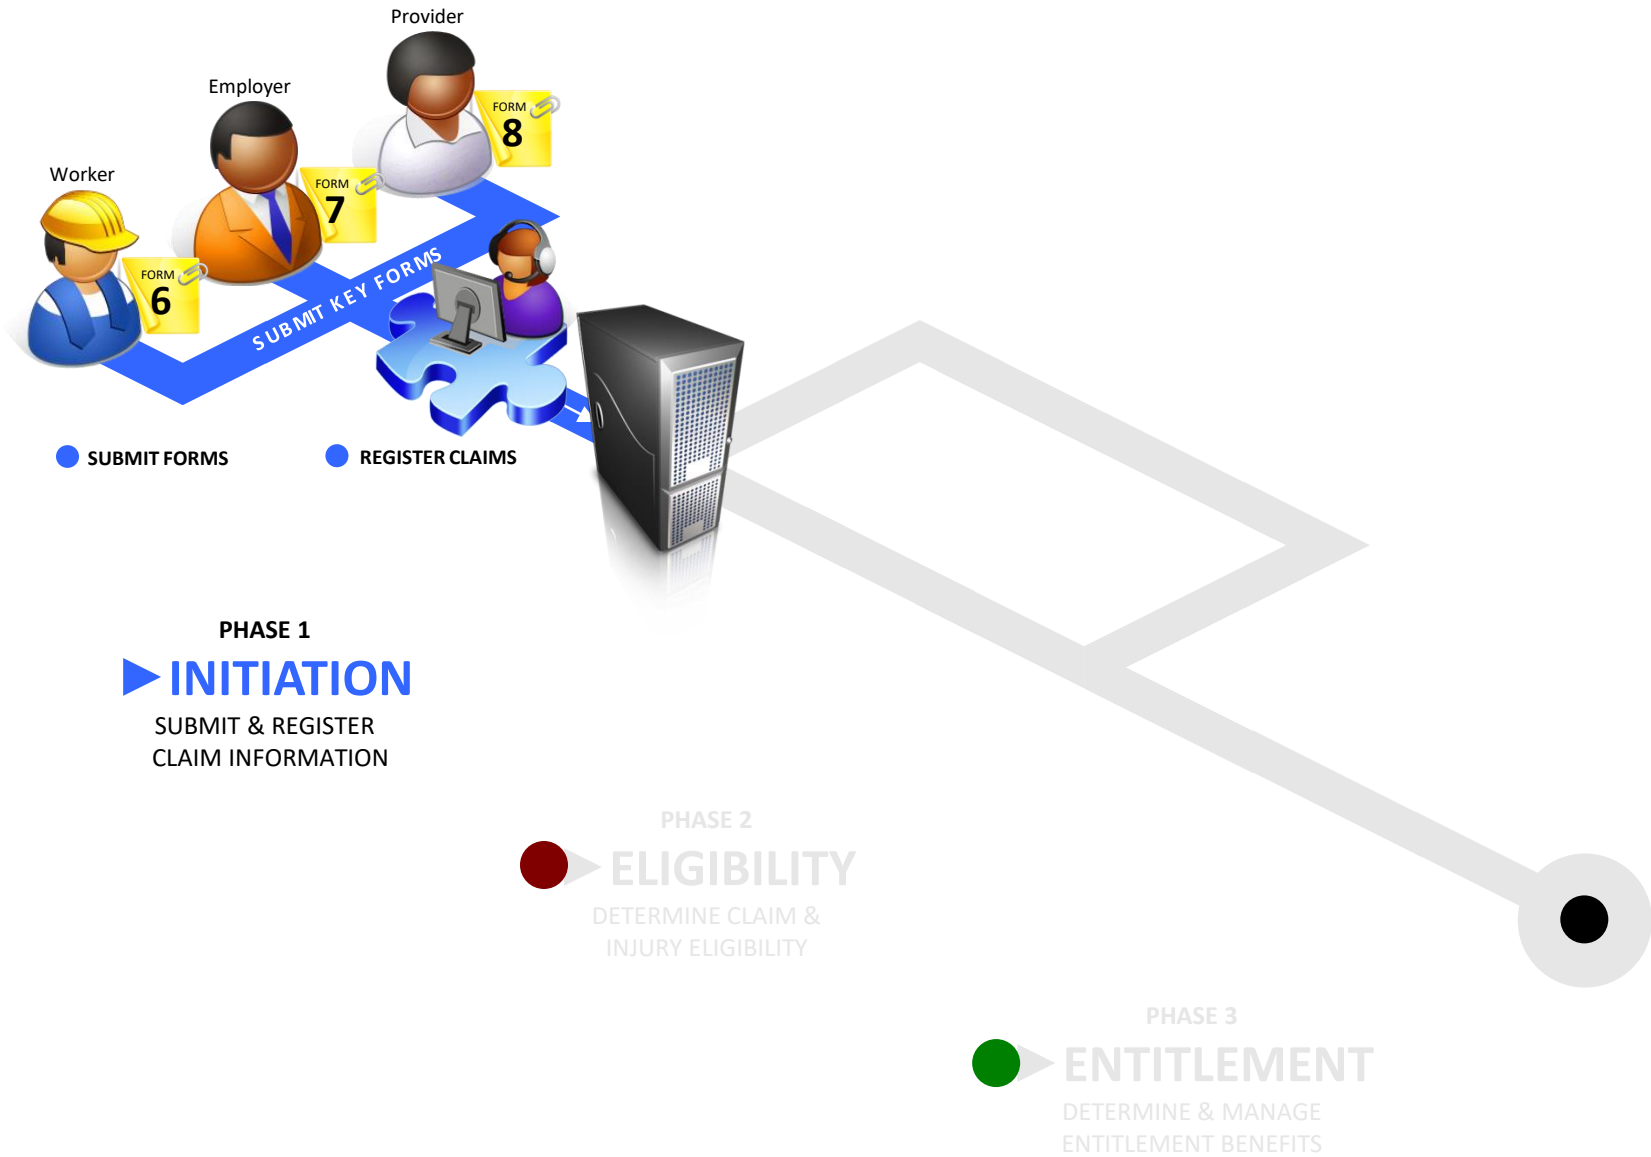 Provider
FORM
8
Employer
FORM
7
Worker
FORM
6
SUBMIT KEY FORMS
SUBMIT FORMS
REGISTER CLAIMS
PHASE 1
INITIATION
SUBMIT & REGISTER
CLAIM INFORMATION
PHASE 2
ELIGIBILITY
DETERMINE CLAIM &
INJURY ELIGIBILITY
PHASE 3
ENTITLEMENT
DETERMINE & MANAGE
ENTITLEMENT BENEFITS